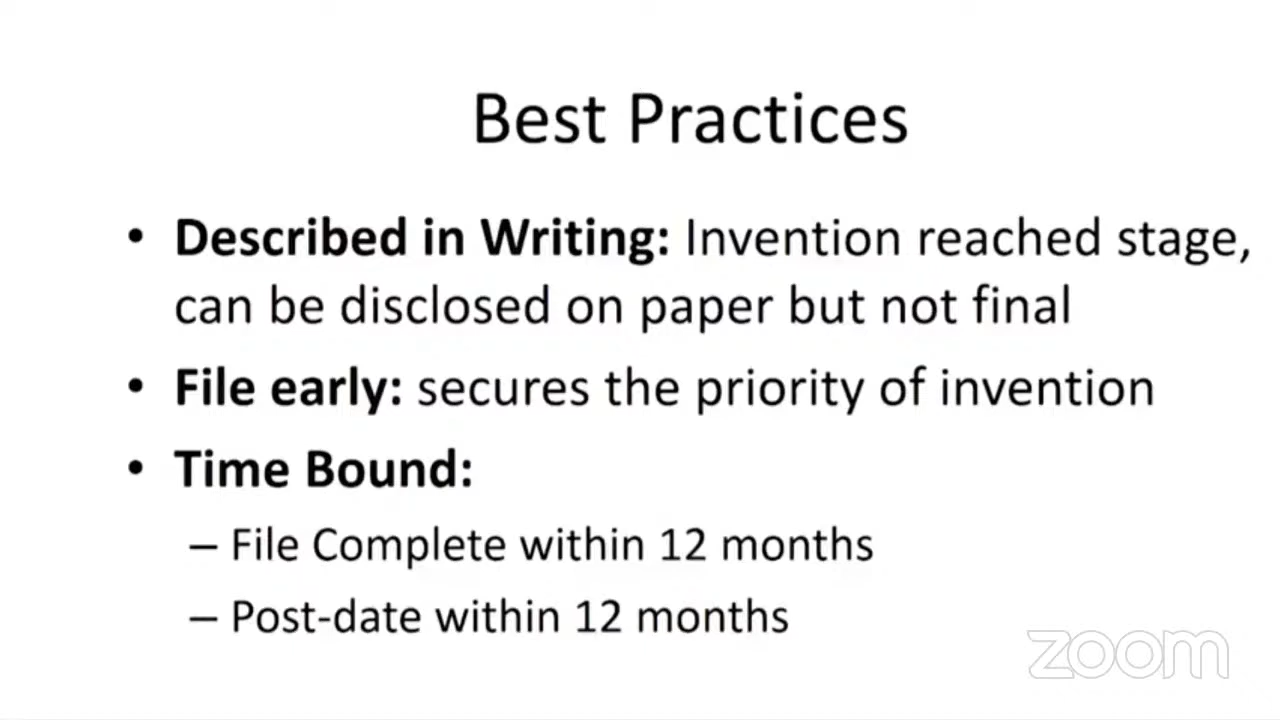 Best Practices
• Described in Writing: Invention reached stage,
can be disclosed on paper but not final
• File early: secures the priority of invention
• Time Bound:
– File Complete within 12 months
– Post-date within 12 months
zoom